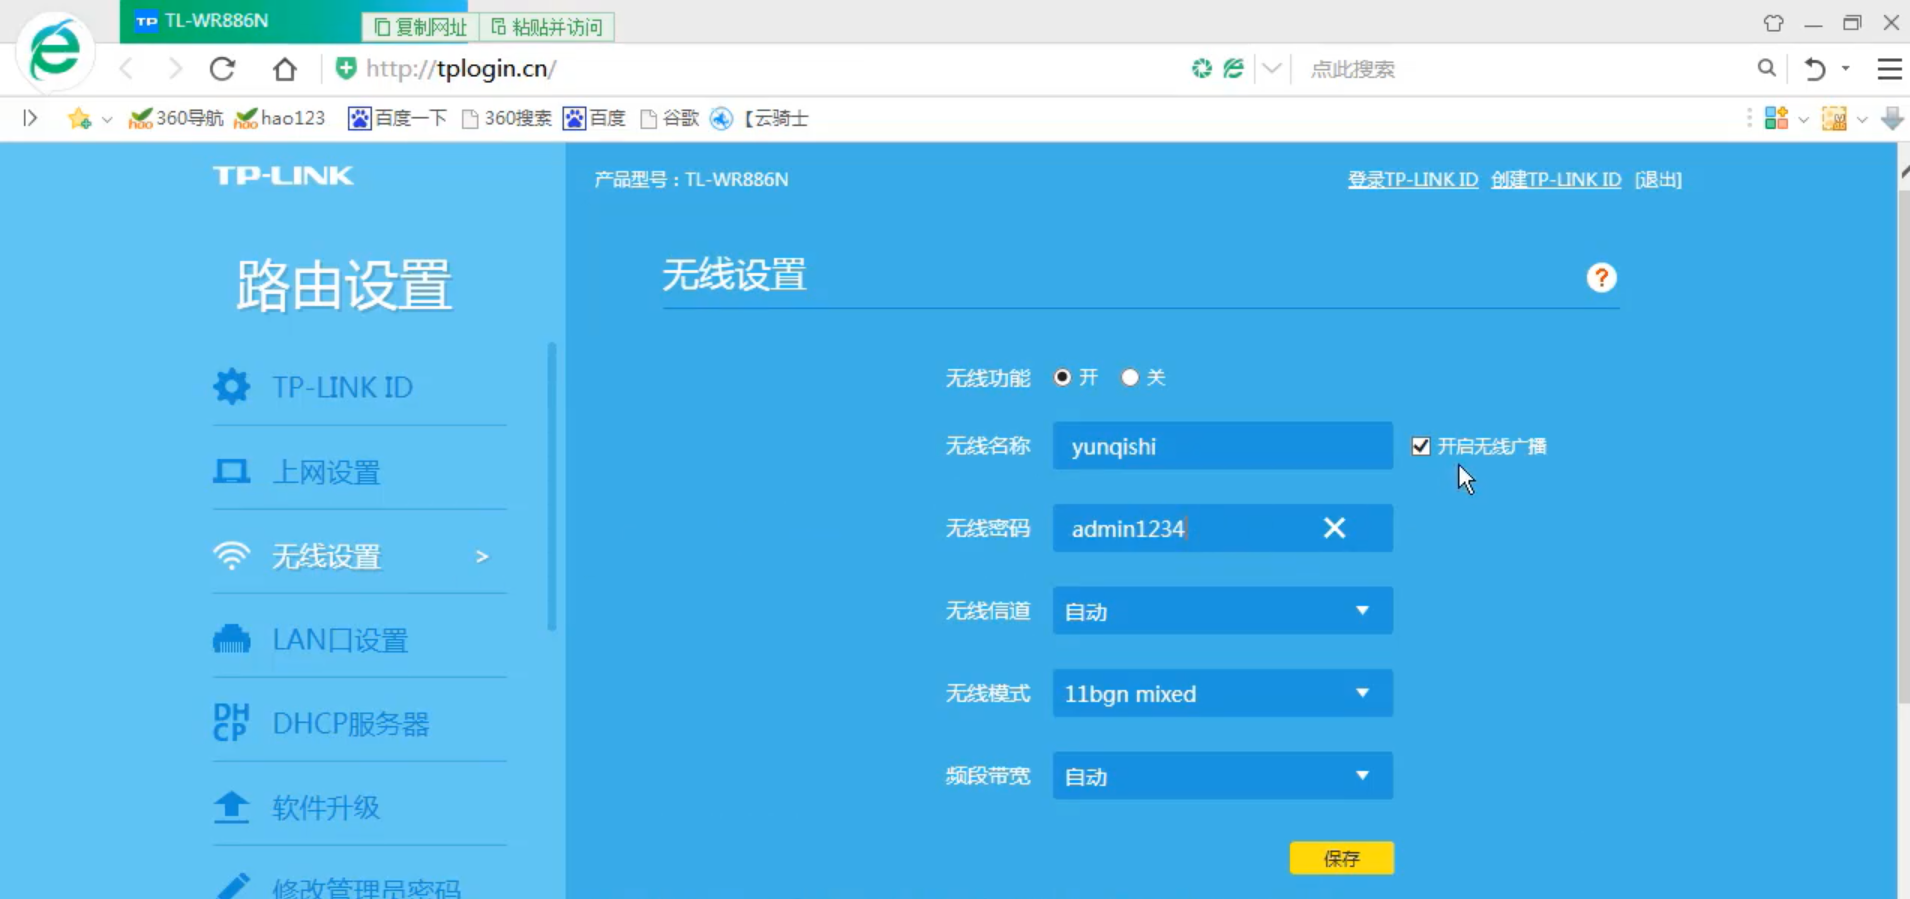 TP TL-WR886N
复制网址 粘贴并访问
http://tplogin.cn/
点此搜索
360导航 hao123 百度一下 360搜索 百度 谷歌 【云骑士
TP-LINK
产品型号：TL-WR886N
登录TP-LINK ID 创建TP-LINK ID [退出]
路由设置
TP-LINK ID
上网设置
无线设置 >
LAN口设置
DHCP DHCP服务器
软件升级
修改管理员密码
无线设置 ?
无线功能 开 关
无线名称 yunqishi 开启无线广播
无线密码 admin1234
无线信道 自动
无线模式 11bgn mixed
频段带宽 自动
保存